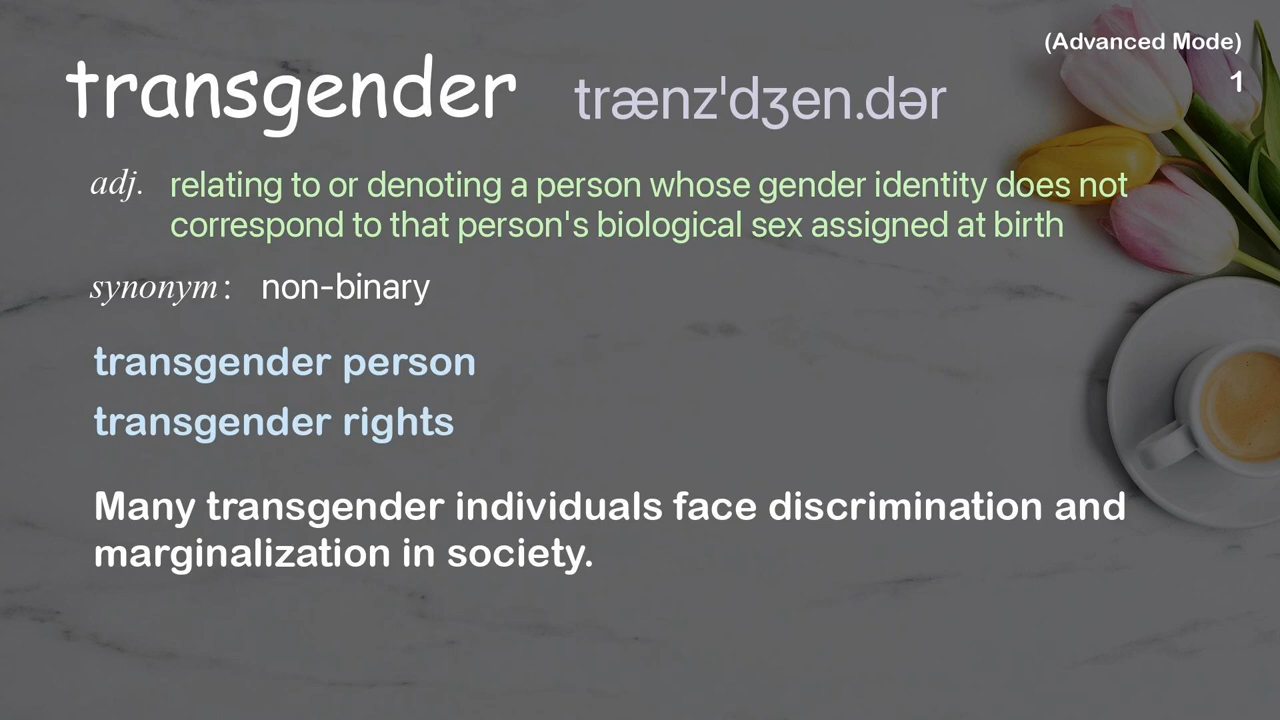 (Advanced Mode)
1
transgender trænzˈdʒen.dər
adj. relating to or denoting a person whose gender identity does not
correspond to that person's biological sex assigned at birth
synonym: non-binary
transgender person
transgender rights
Many transgender individuals face discrimination and
marginalization in society.